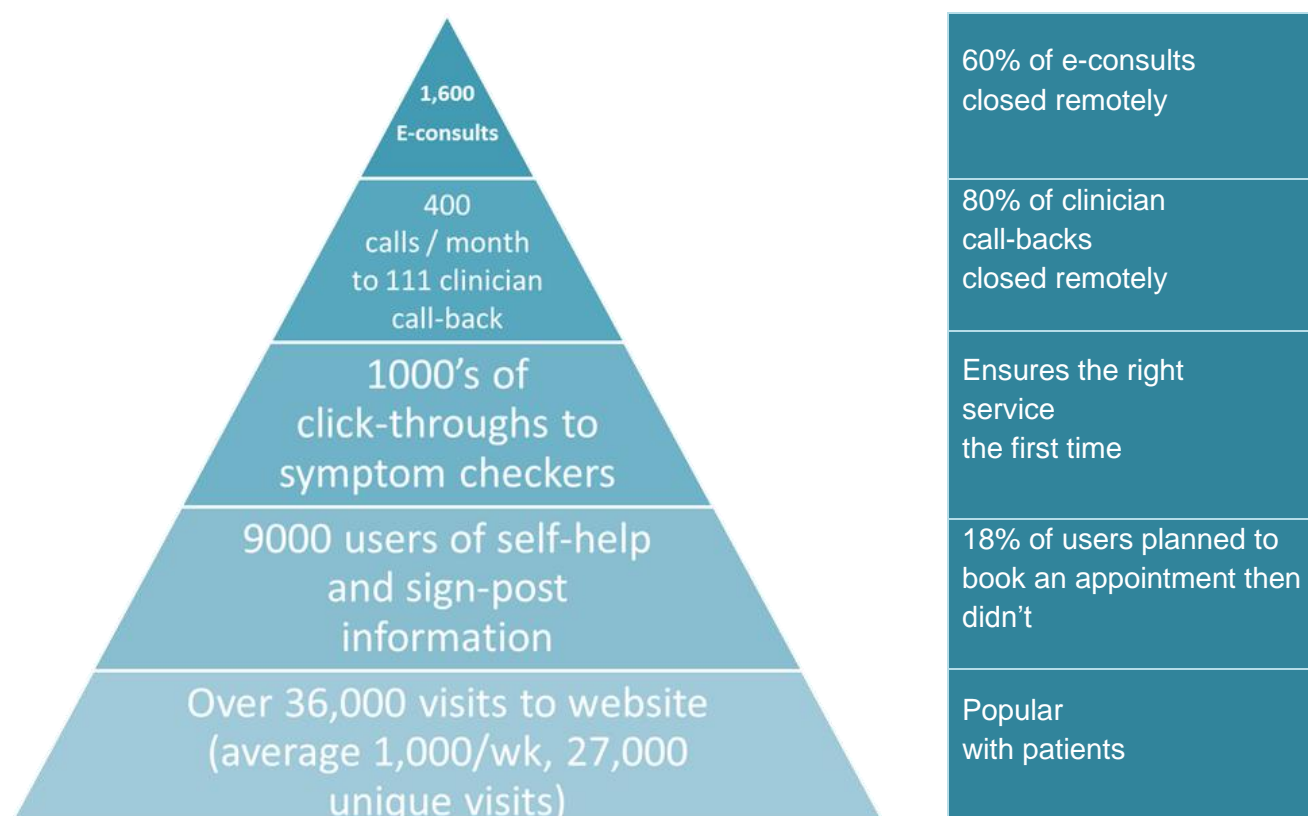 1,600
E-consults
60% of e-consults
closed remotely
400
calls / month
to 111 clinician
call-back
80% of clinician
call-backs
closed remotely
1000’s of
click-throughs to
symptom checkers
Ensures the right
service
the first time
9000 users of self-help
and sign-post
information
18% of users planned to
book an appointment then
didn’t
Over 36,000 visits to website
(average 1,000/wk, 27,000
unique visits)
Popular
with patients